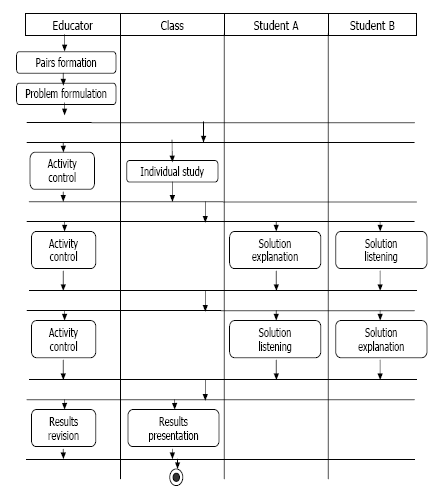 Educator Class Student A Student B
Pairs formation
Problem formulation
Activity
control
Individual study
Activity
control
Solution
explanation
Solution
listening
Activity
control
Solution
listening
Solution
explanation
Results
revision
Results
presentation